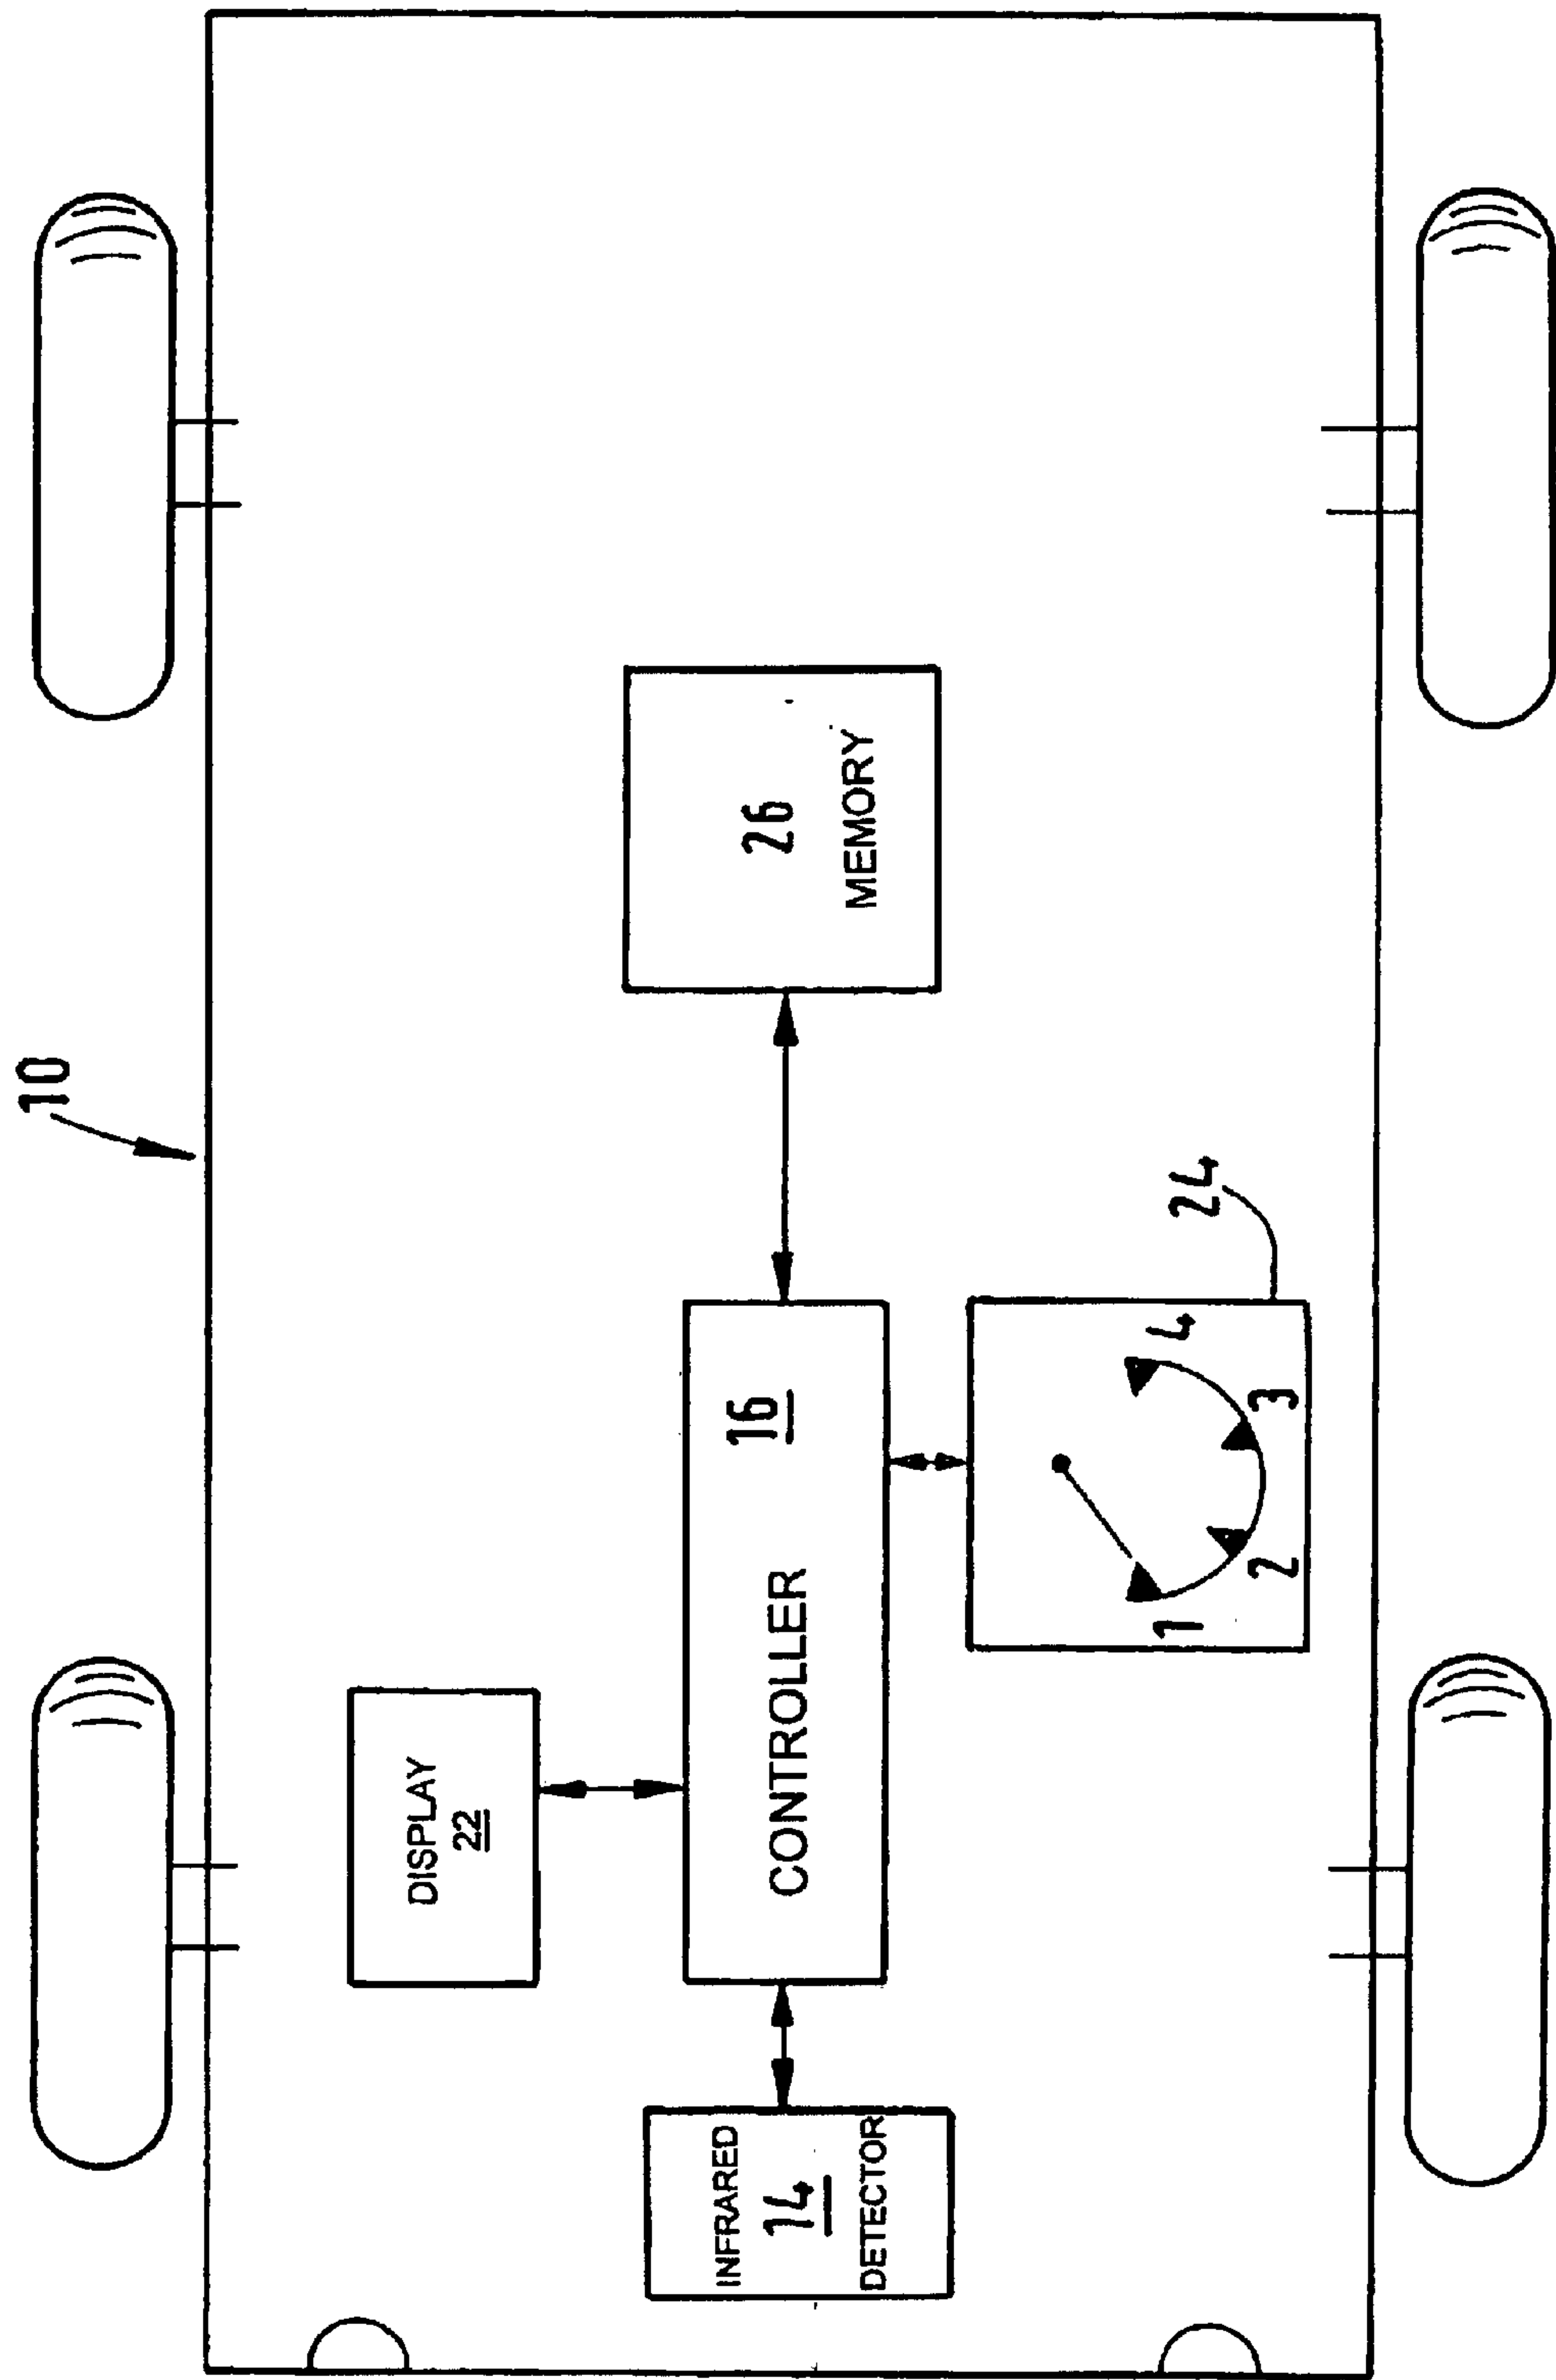 10
DISPLAY
22
INFRARED
14
DETECTOR
CONTROLLER
16
26
MEMORY
24
1
2
3
4